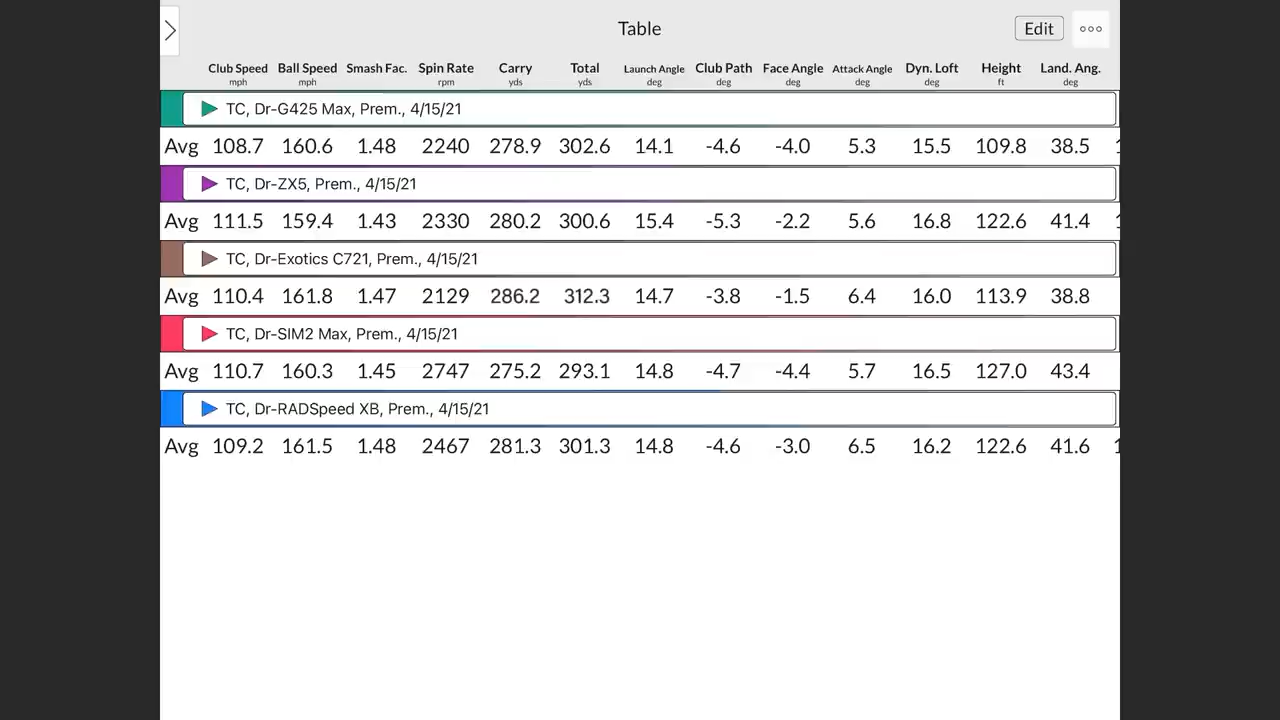 Table
Edit
Club Speed Ball Speed Smash Fac. Spin Rate Carry Total Launch Angle Club Path Face Angle Attack Angle Dyn. Loft Height Land. Ang.
mph mph rpm yds yds deg deg deg deg deg ft deg
TC, Dr-G425 Max, Prem., 4/15/21
Avg 108.7 160.6 1.48 2240 278.9 302.6 14.1 -4.6 -4.0 5.3 15.5 109.8 38.5
TC, Dr-ZX5, Prem., 4/15/21
Avg 111.5 159.4 1.43 2330 280.2 300.6 15.4 -5.3 -2.2 5.6 16.8 122.6 41.4
TC, Dr-Exotics C721, Prem., 4/15/21
Avg 110.4 161.8 1.47 2129 286.2 312.3 14.7 -3.8 -1.5 6.4 16.0 113.9 38.8
TC, Dr-SIM2 Max, Prem., 4/15/21
Avg 110.7 160.3 1.45 2747 275.2 293.1 14.8 -4.7 -4.4 5.7 16.5 127.0 43.4
TC, Dr-RADSpeed XB, Prem., 4/15/21
Avg 109.2 161.5 1.48 2467 281.3 301.3 14.8 -4.6 -3.0 6.5 16.2 122.6 41.6